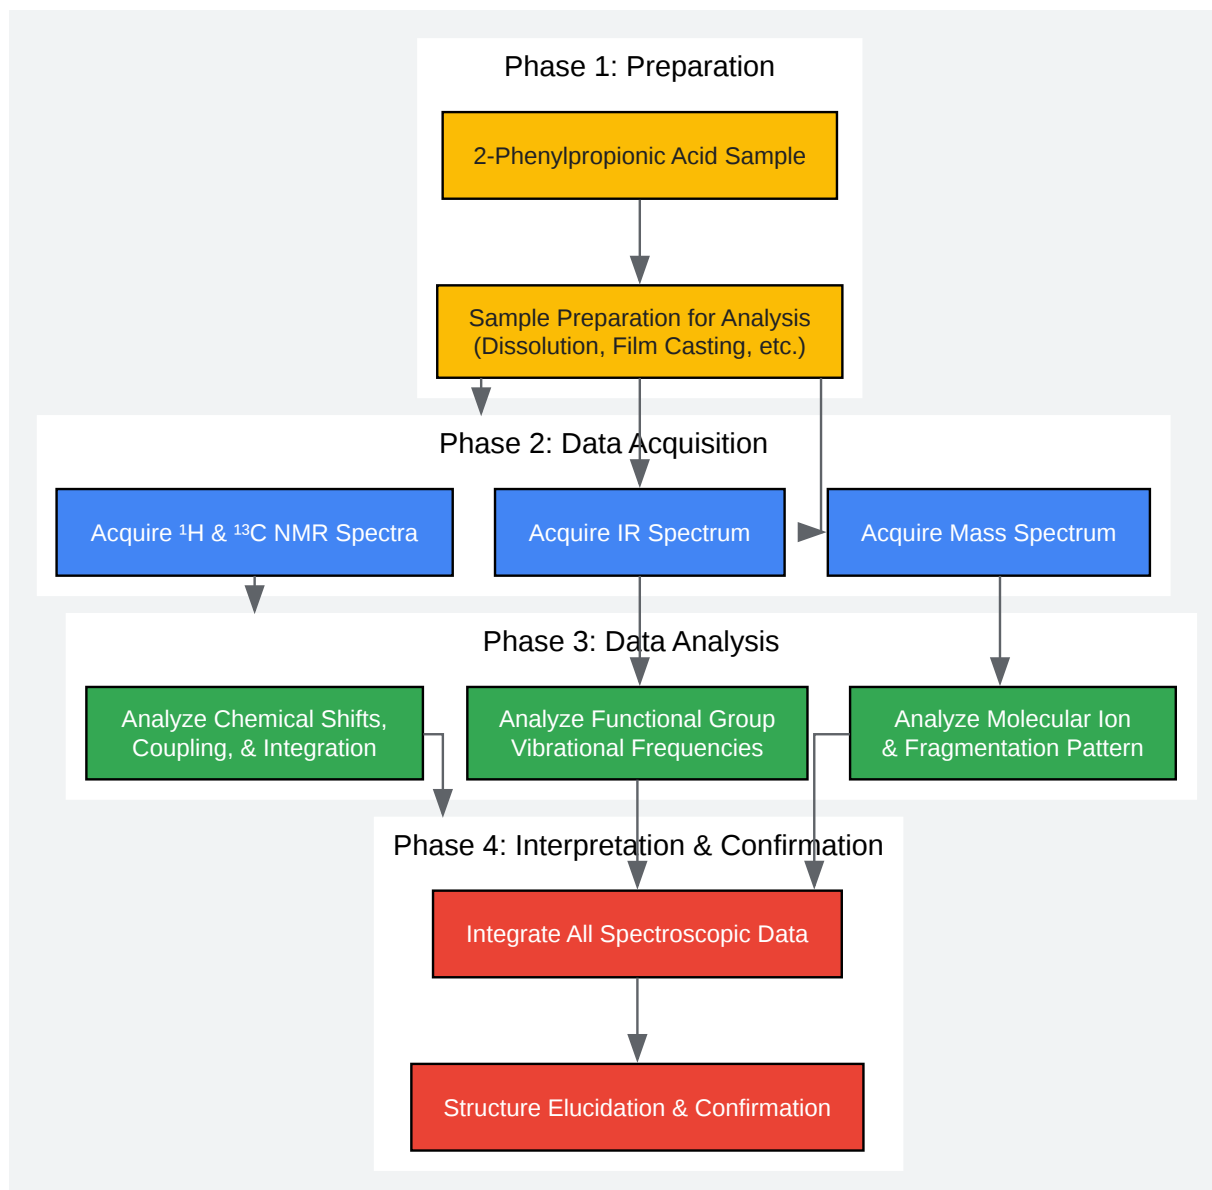 Phase 1: Preparation
2-Phenylpropionic Acid Sample
Sample Preparation for Analysis
(Dissolution, Film Casting, etc.)
Phase 2: Data Acquisition
Acquire ¹H & ¹³C NMR Spectra
Acquire IR Spectrum
Acquire Mass Spectrum
Phase 3: Data Analysis
Analyze Chemical Shifts,
Coupling, & Integration
Analyze Functional Group
Vibrational Frequencies
Analyze Molecular Ion
& Fragmentation Pattern
Phase 4: Interpretation & Confirmation
Integrate All Spectroscopic Data
Structure Elucidation & Confirmation